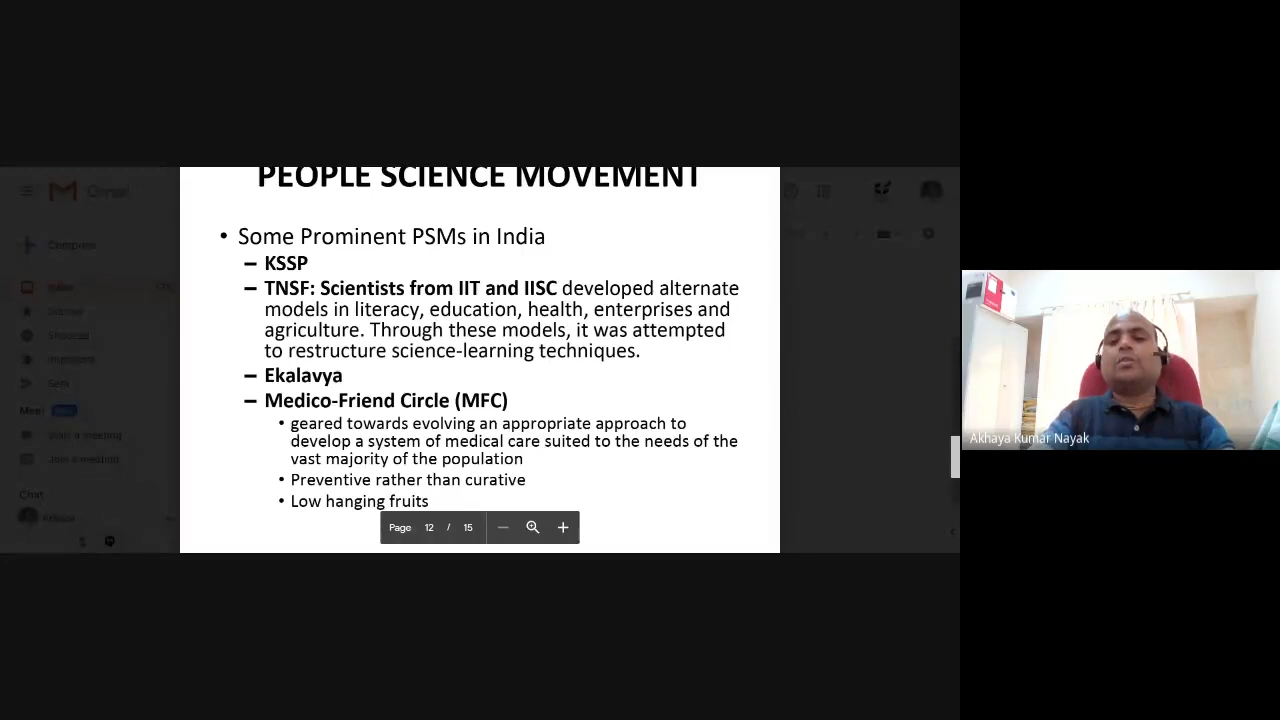 PEOPLE SCIENCE MOVEMENT
• Some Prominent PSMs in India
– KSSP
– TNSF: Scientists from IIT and IISC developed alternate
models in literacy, education, health, enterprises and
agriculture. Through these models, it was attempted
to restructure science-learning techniques.
– Ekalavya
– Medico-Friend Circle (MFC)
• geared towards evolving an appropriate approach to
develop a system of medical care suited to the needs of the
vast majority of the population
• Preventive rather than curative
• Low hanging fruits
Page 12 / 15
Gmail
Compose
Inbox
Starred
Snoozed
Important
Sent
Meet
Start a meeting
Join a meeting
Chat
Akhaya Kumar Nayak